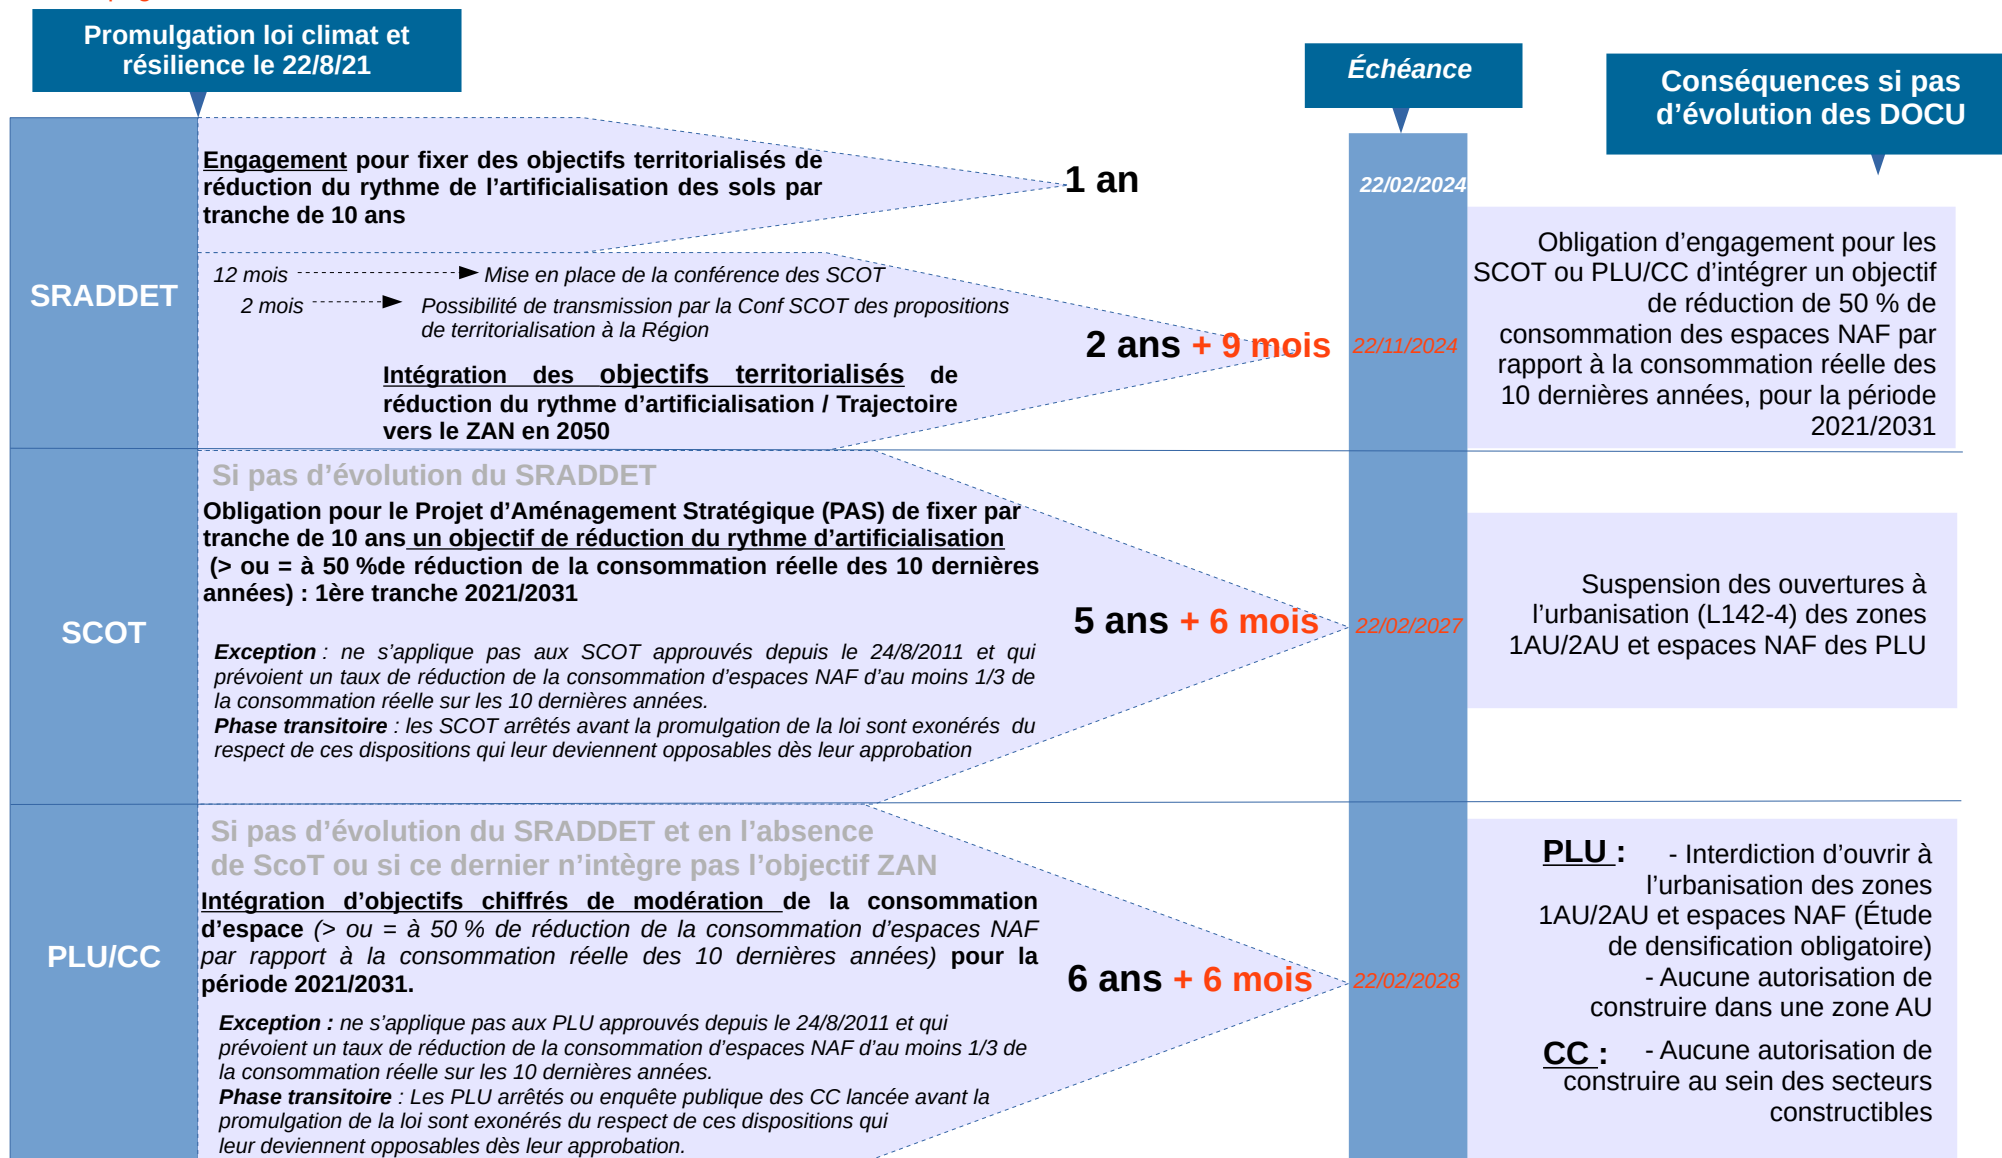 Promulgation loi climat et
résilience le 22/8/21
Échéance
Conséquences si pas
d’évolution des DOCU
SRADDET
Engagement pour fixer des objectifs territorialisés de
réduction du rythme de l’artificialisation des sols par
tranche de 10 ans
1 an
22/02/2024
12 mois
Mise en place de la conférence des SCOT
2 mois
Possibilité de transmission par la Conf SCOT des propositions
de territorialisation à la Région
Intégration des objectifs territorialisés de
réduction du rythme d’artificialisation / Trajectoire
vers le ZAN en 2050
2 ans + 9 mois
22/11/2024
Obligation d’engagement pour les
SCOT ou PLU/CC d’intégrer un objectif
de réduction de 50 % de
consommation des espaces NAF par
rapport à la consommation réelle des
10 dernières années, pour la période
2021/2031
SCOT
Si pas d’évolution du SRADDET
Obligation pour le Projet d’Aménagement Stratégique (PAS) de fixer par
tranche de 10 ans un objectif de réduction du rythme d’artificialisation
(> ou = à 50 %de réduction de la consommation réelle des 10 dernières
années) : 1ère tranche 2021/2031
Exception : ne s’applique pas aux SCOT approuvés depuis le 24/8/2011 et qui
prévoient un taux de réduction de la consommation d’espaces NAF d’au moins 1/3 de
la consommation réelle sur les 10 dernières années.
Phase transitoire : les SCOT arrêtés avant la promulgation de la loi sont exonérés du
respect de ces dispositions qui leur deviennent opposables dès leur approbation
5 ans + 6 mois
22/02/2027
Suspension des ouvertures à
l’urbanisation (L142-4) des zones
1AU/2AU et espaces NAF des PLU
PLU/CC
Si pas d’évolution du SRADDET et en l’absence
de ScoT ou si ce dernier n’intègre pas l’objectif ZAN
Intégration d’objectifs chiffrés de modération de la consommation
d’espace (> ou = à 50 % de réduction de la consommation d’espaces NAF
par rapport à la consommation réelle des 10 dernières années) pour la
période 2021/2031.
Exception : ne s’applique pas aux PLU approuvés depuis le 24/8/2011 et qui
prévoient un taux de réduction de la consommation d’espaces NAF d’au moins 1/3 de
la consommation réelle sur les 10 dernières années.
Phase transitoire : Les PLU arrêtés ou enquête publique des CC lancée avant la
promulgation de la loi sont exonérés du respect de ces dispositions qui
leur deviennent opposables dès leur approbation.
6 ans + 6 mois
22/02/2028
PLU : - Interdiction d’ouvrir à
l’urbanisation des zones
1AU/2AU et espaces NAF (Étude
de densification obligatoire)
- Aucune autorisation de
construire dans une zone AU
CC : - Aucune autorisation de
construire au sein des secteurs
constructibles